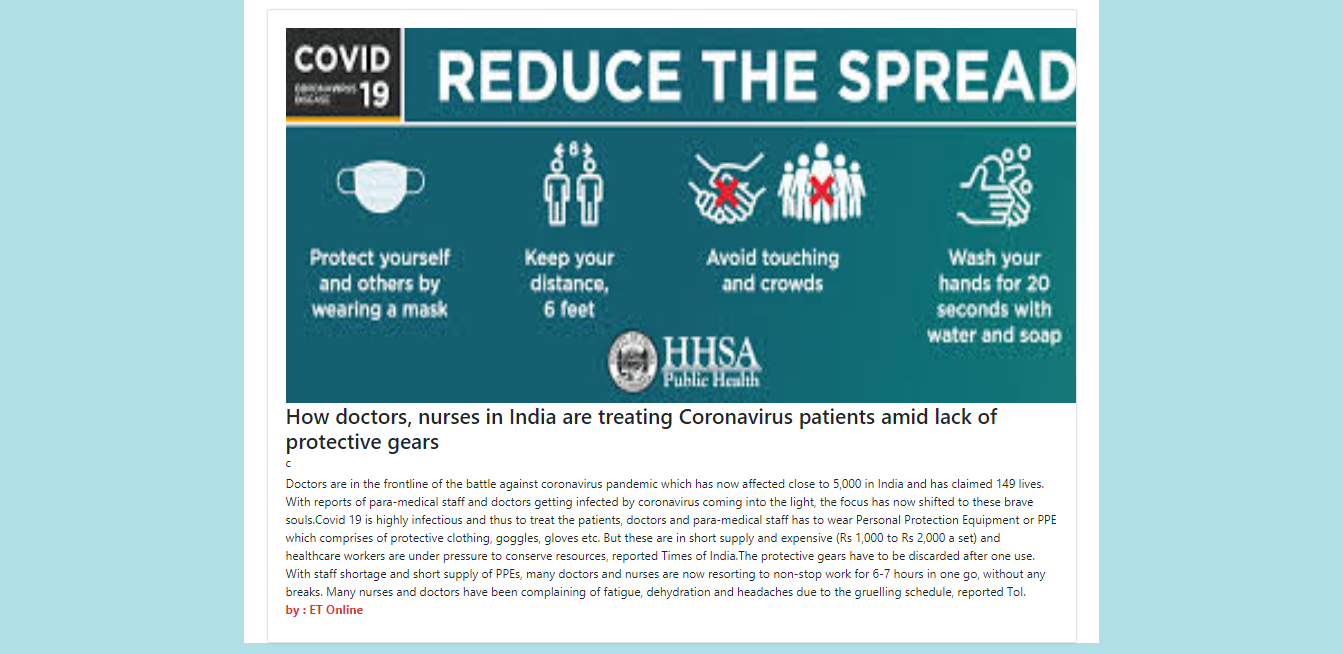 COVID
CORONAVIRUS
DISEASE 19
REDUCE THE SPREAD
6
Protect yourself
and others by
wearing a mask
Keep your
distance,
6 feet
Avoid touching
and crowds
Wash your
hands for 20
seconds with
water and soap
HHSA
Public Health
How doctors, nurses in India are treating Coronavirus patients amid lack of
protective gears
c
Doctors are in the frontline of the battle against coronavirus pandemic which has now affected close to 5,000 in India and has claimed 149 lives.
With reports of para-medical staff and doctors getting infected by coronavirus coming into the light, the focus has now shifted to these brave
souls.Covid 19 is highly infectious and thus to treat the patients, doctors and para-medical staff has to wear Personal Protection Equipment or PPE
which comprises of protective clothing, goggles, gloves etc. But these are in short supply and expensive (Rs 1,000 to Rs 2,000 a set) and
healthcare workers are under pressure to conserve resources, reported Times of India.The protective gears have to be discarded after one use.
With staff shortage and short supply of PPEs, many doctors and nurses are now resorting to non-stop work for 6-7 hours in one go, without any
breaks. Many nurses and doctors have been complaining of fatigue, dehydration and headaches due to the gruelling schedule, reported ToI.
by : ET Online